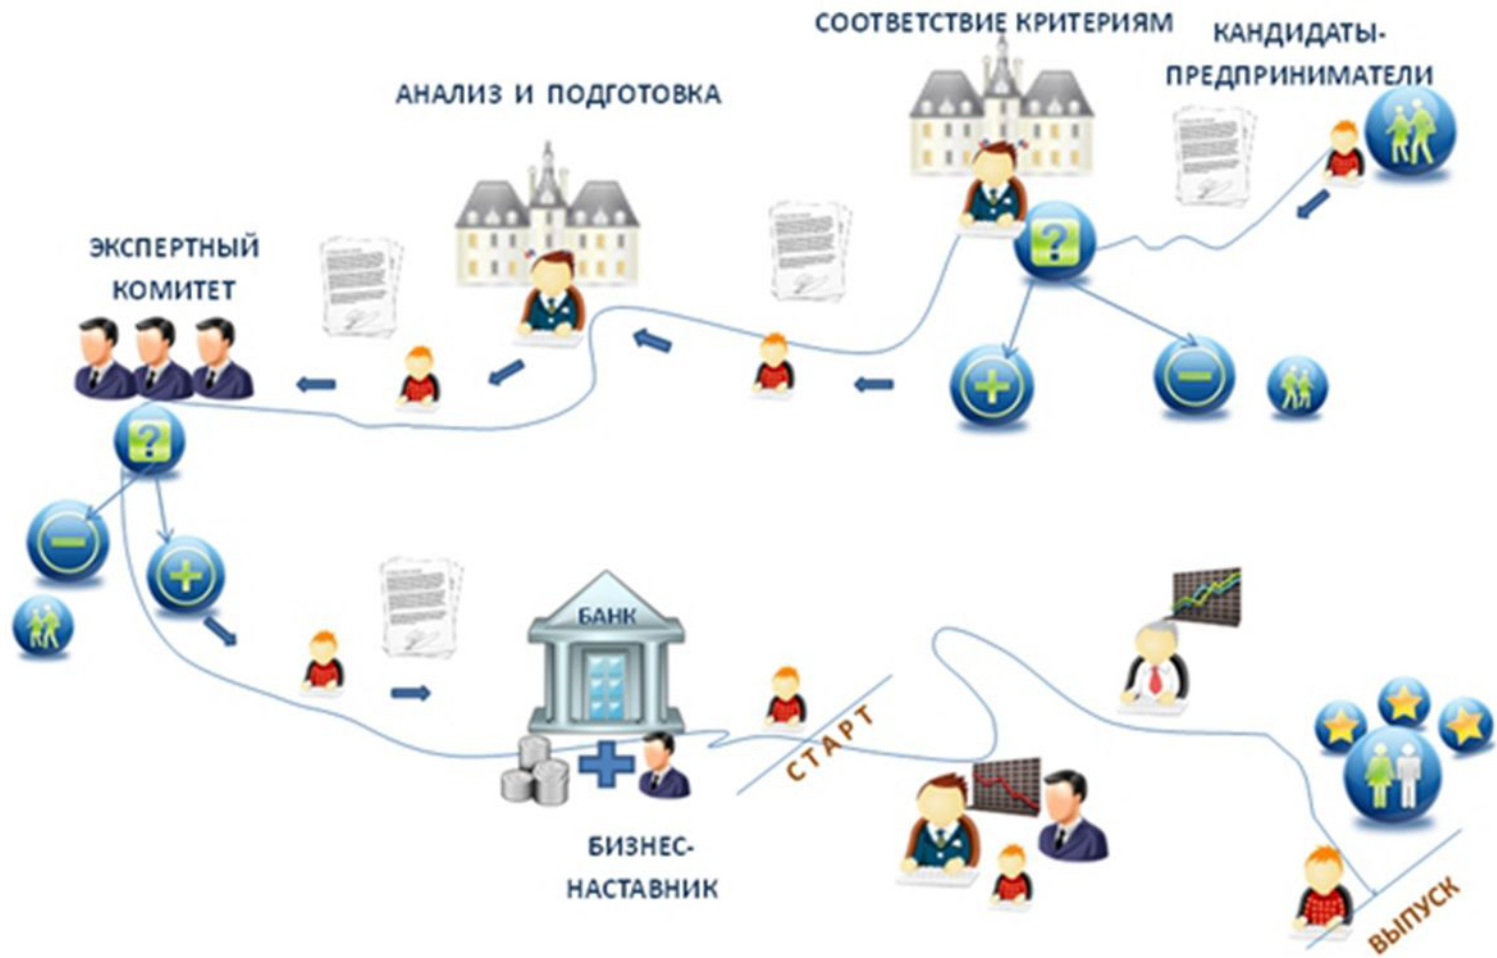 СООТВЕТСТВИЕ КРИТЕРИЯМ
КАНДИДАТЫ-
ПРЕДПРИНИМАТЕЛИ
АНАЛИЗ И ПОДГОТОВКА
ЭКСПЕРТНЫЙ
КОМИТЕТ
БАНК
СТАРТ
БИЗНЕС-
НАСТАВНИК
ВЫПУСК